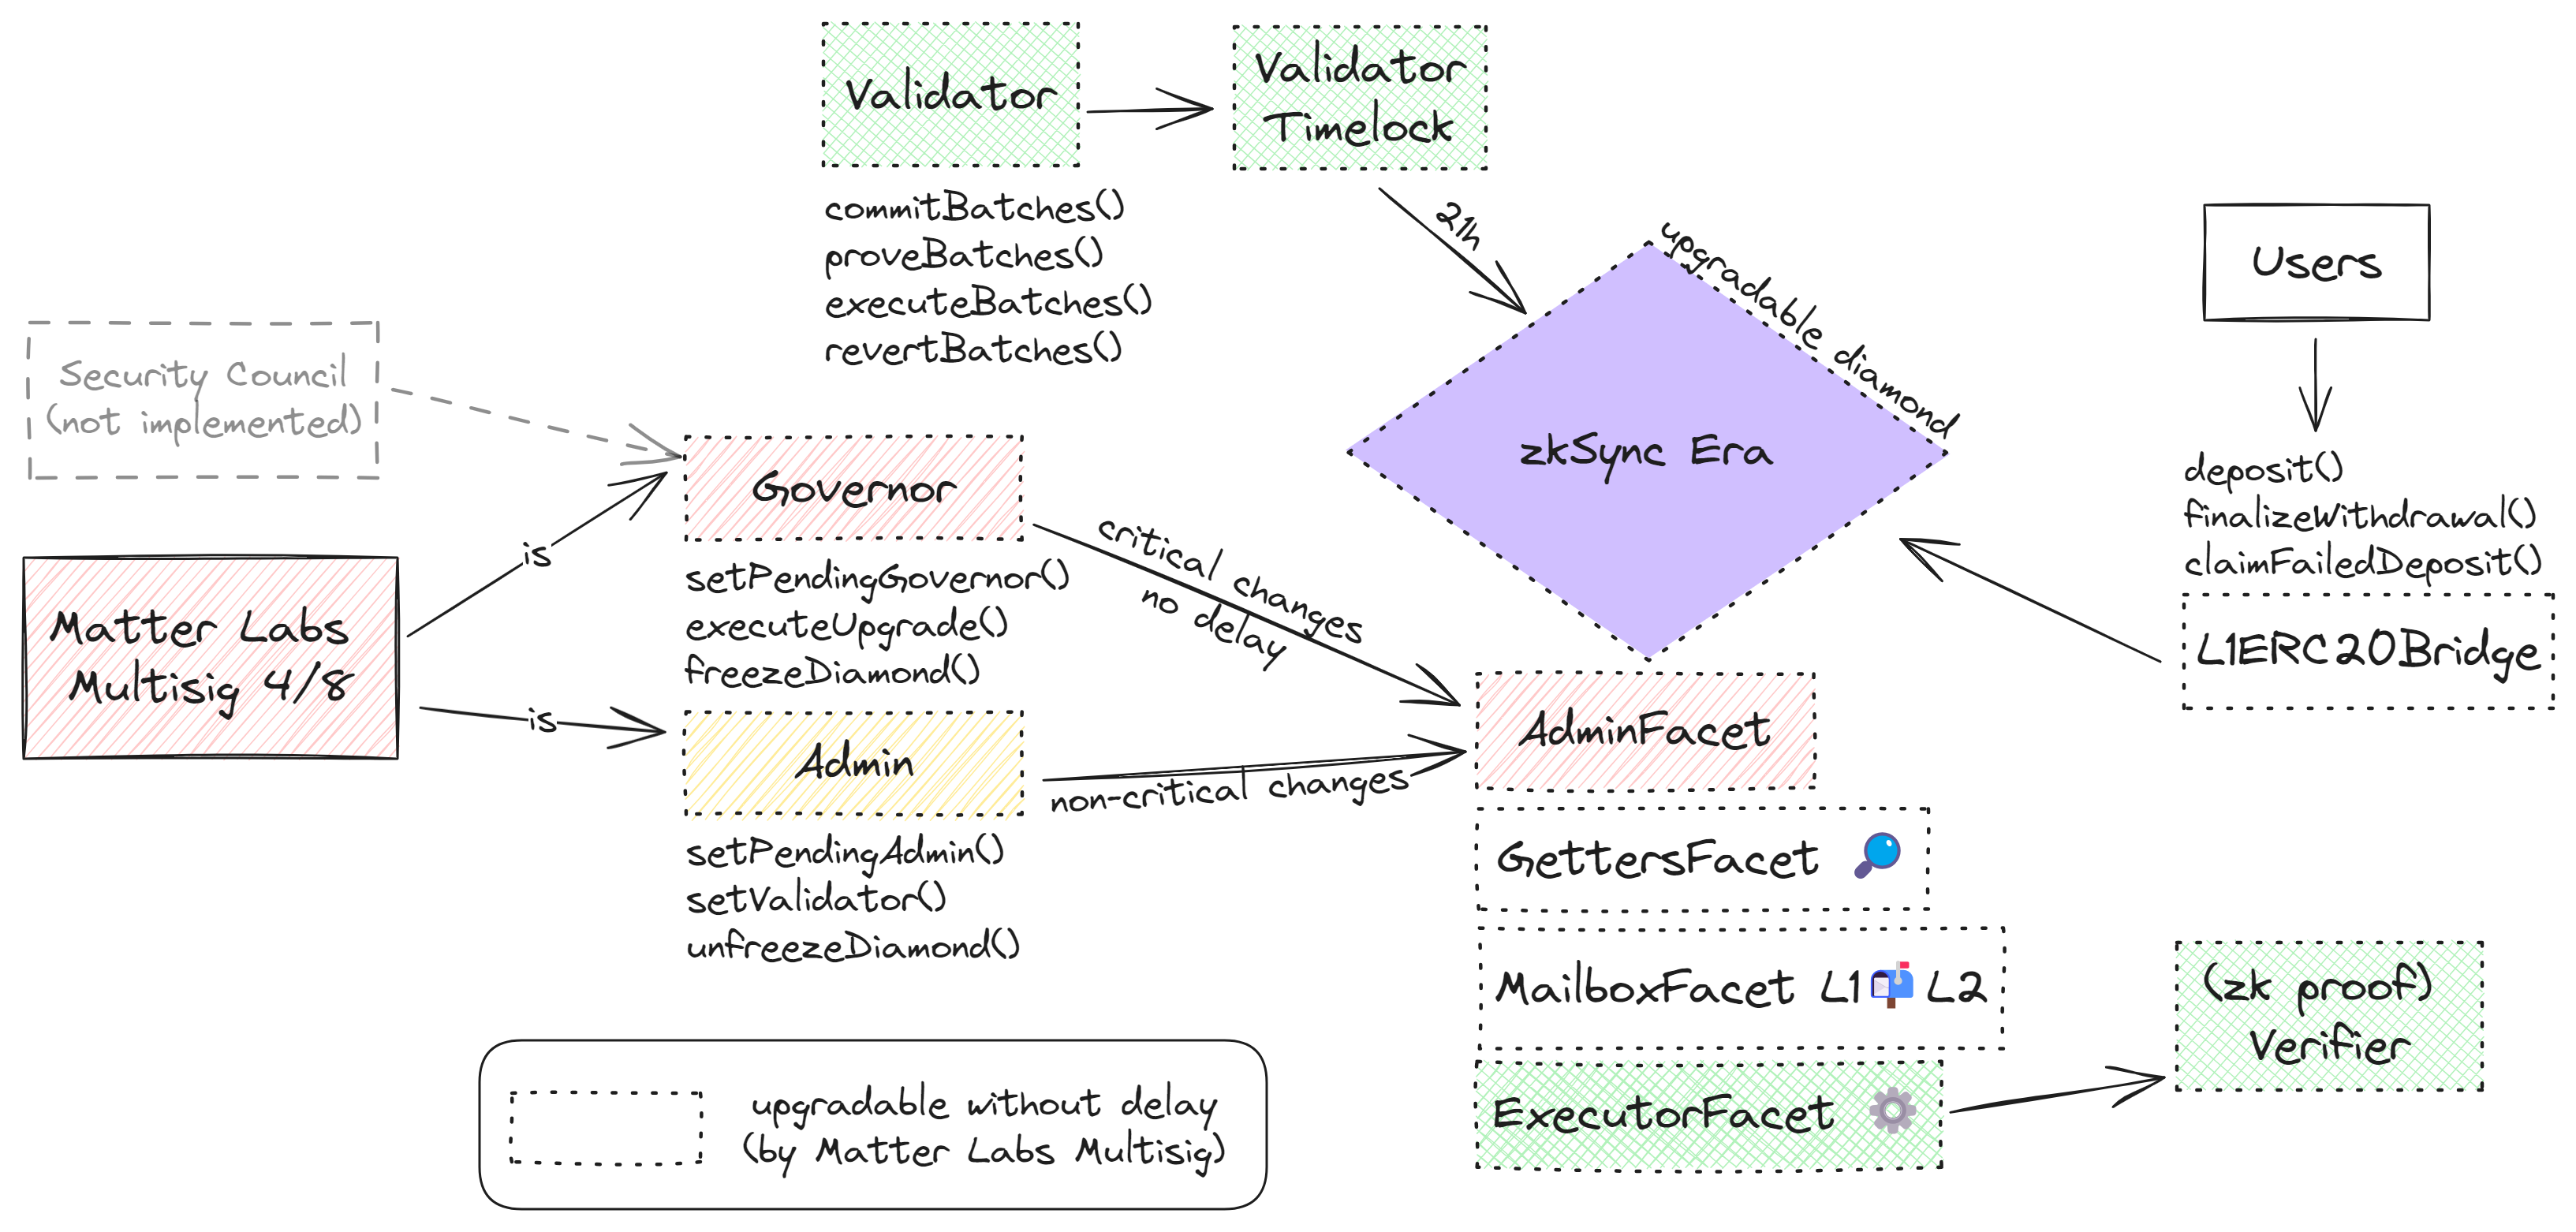 Validator
Validator
Timelock
commitBatches()
proveBatches()
executeBatches()
revertBatches()
21h
upgradable diamond
zkSync Era
Users
deposit()
finalizeWithdrawal()
claimFailedDeposit()
L1ERC20Bridge
Security Council
(not implemented)
Matter Labs
Multisig 4/8
is
is
Governor
setPendingGovernor()
executeUpgrade()
freezeDiamond()
critical changes
no delay
Admin
non-critical changes
setPendingAdmin()
setValidator()
unfreezeDiamond()
AdminFacet
GettersFacet
MailboxFacet L1 L2
ExecutorFacet
(zk proof)
Verifier
upgradable without delay
(by Matter Labs Multisig)